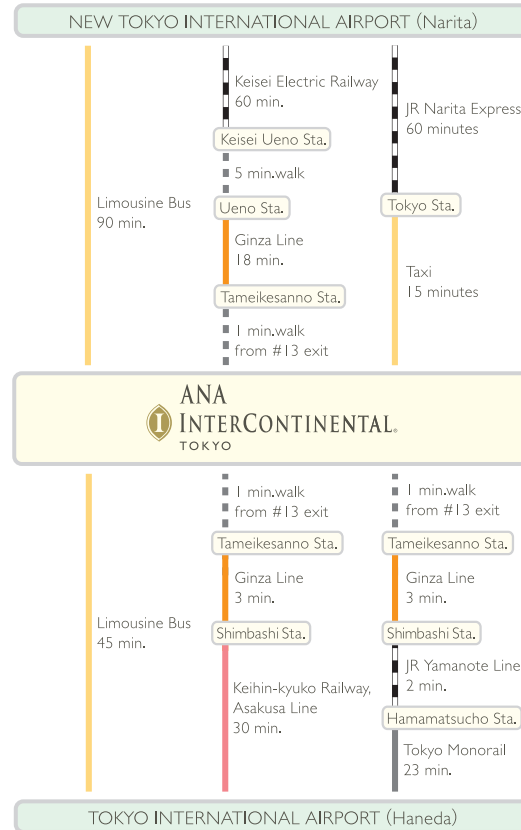 NEW TOKYO INTERNATIONAL AIRPORT (Narita)
Limousine Bus
90 min.
Keisei Electric Railway
60 min.
Keisei Ueno Sta.
5 min.walk
Ueno Sta.
Ginza Line
18 min.
Tameikesanno Sta.
1 min.walk
from #13 exit
JR Narita Express
60 minutes
Tokyo Sta.
Taxi
15 minutes
ANA
INTERCONTINENTAL®
TOKYO
Limousine Bus
45 min.
1 min.walk
from #13 exit
Tameikesanno Sta.
Ginza Line
3 min.
Shimbashi Sta.
Keihin-kyuko Railway,
Asakusa Line
30 min.
1 min.walk
from #13 exit
Tameikesanno Sta.
Ginza Line
3 min.
Shimbashi Sta.
JR Yamanote Line
2 min.
Hamamatsucho Sta.
Tokyo Monorail
23 min.
TOKYO INTERNATIONAL AIRPORT (Haneda)